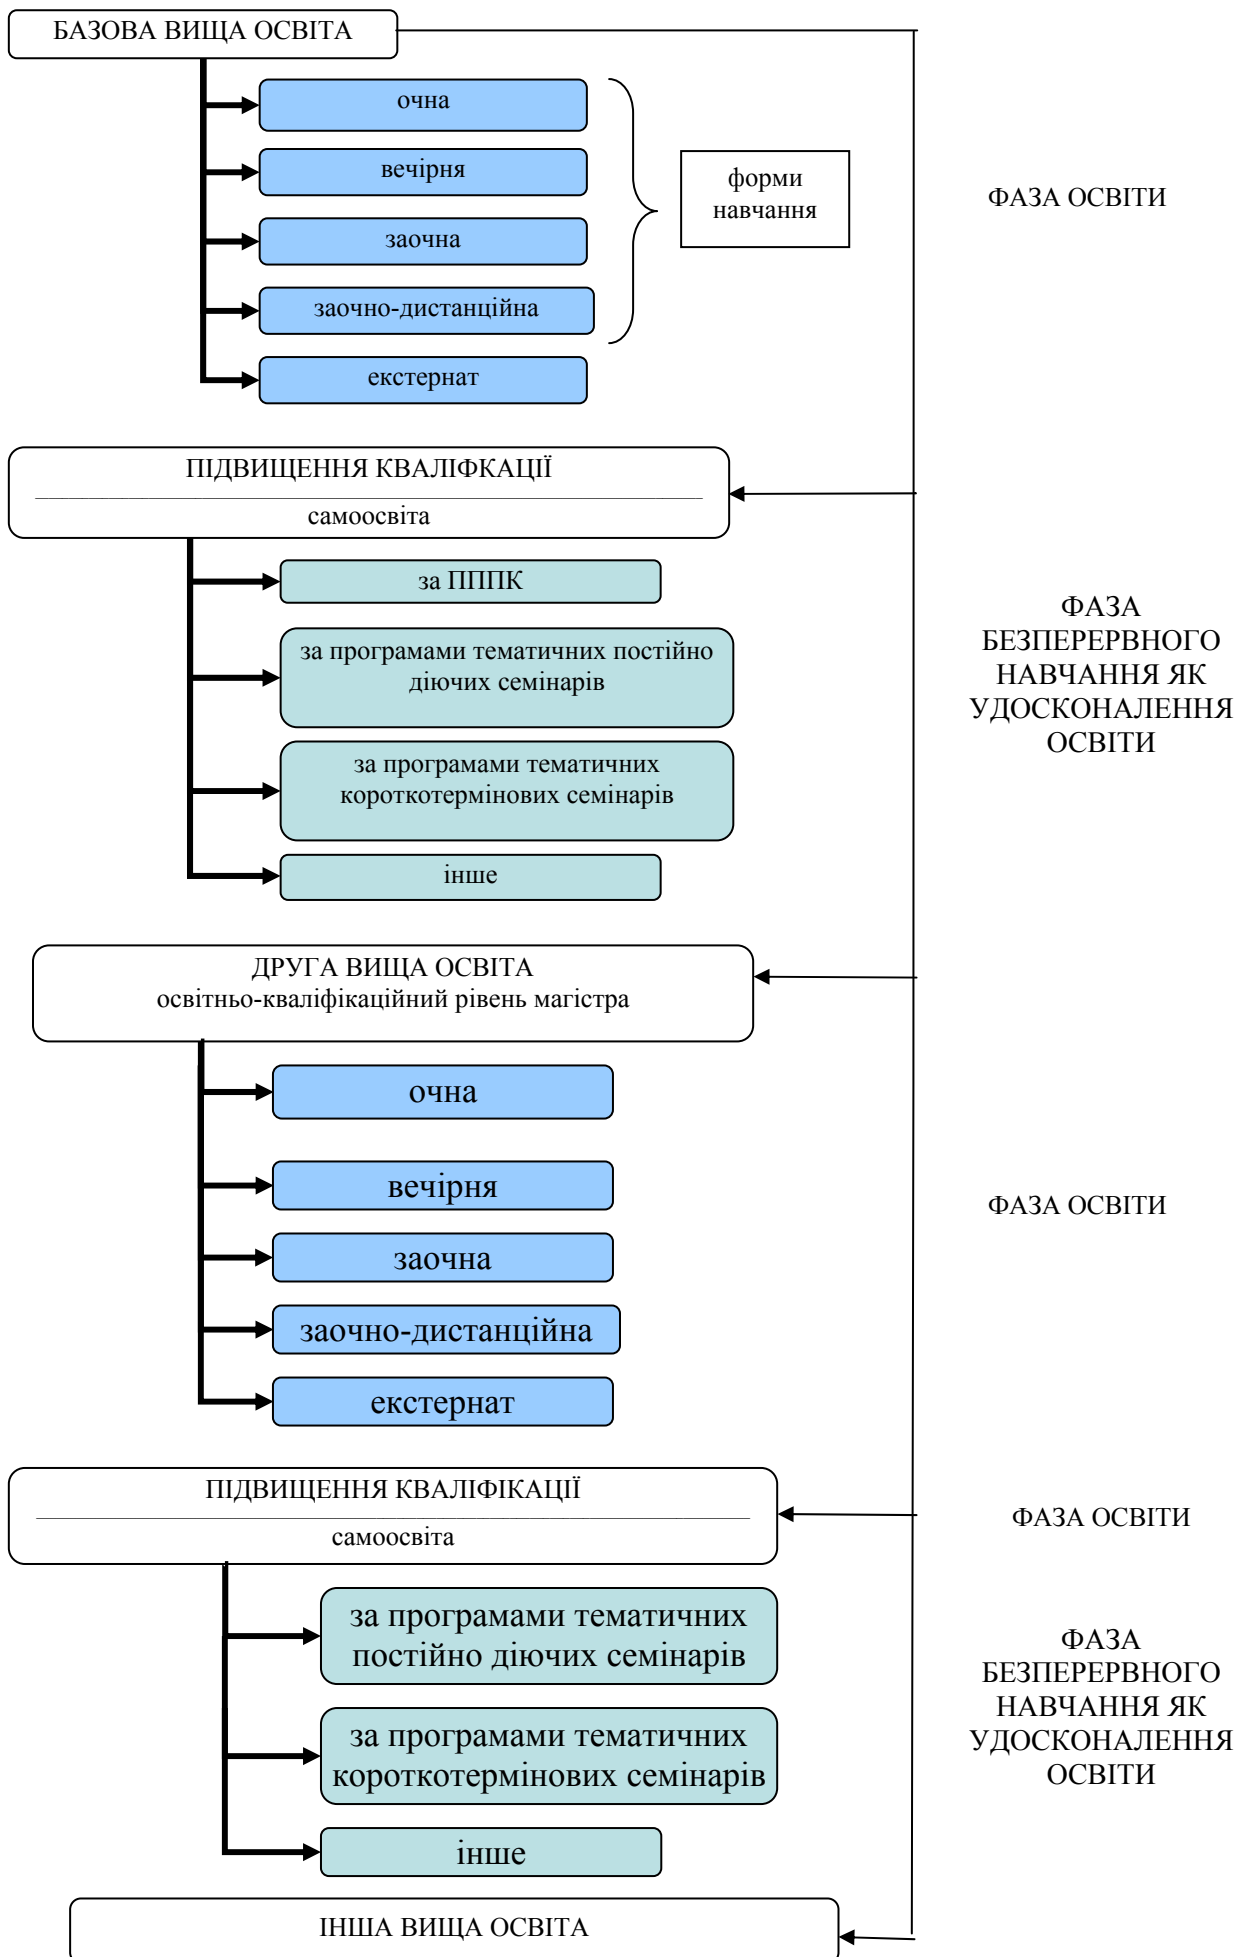 БАЗОВА ВИЩА ОСВІТА
очна
вечірня
заочна
заочно-дистанційна
екстернат
форми
навчання
ФАЗА ОСВІТИ
ПІДВИЩЕННЯ КВАЛІФКАЦІЇ
самоосвіта
за ПППК
за програмами тематичних постійно
діючих семінарів
за програмами тематичних
короткотермінових семінарів
інше
ФАЗА
БЕЗПЕРЕРВНОГО
НАВЧАННЯ ЯК
УДОСКОНАЛЕННЯ
ОСВІТИ
ДРУГА ВИЩА ОСВІТА
освітньо-кваліфікаційний рівень магістра
очна
вечірня
заочна
заочно-дистанційна
екстернат
ФАЗА ОСВІТИ
ПІДВИЩЕННЯ КВАЛІФІКАЦІЇ
самоосвіта
ФАЗА ОСВІТИ
за програмами тематичних
постійно діючих семінарів
за програмами тематичних
короткотермінових семінарів
інше
ФАЗА
БЕЗПЕРЕРВНОГО
НАВЧАННЯ ЯК
УДОСКОНАЛЕННЯ
ОСВІТИ
ІНША ВИЩА ОСВІТА